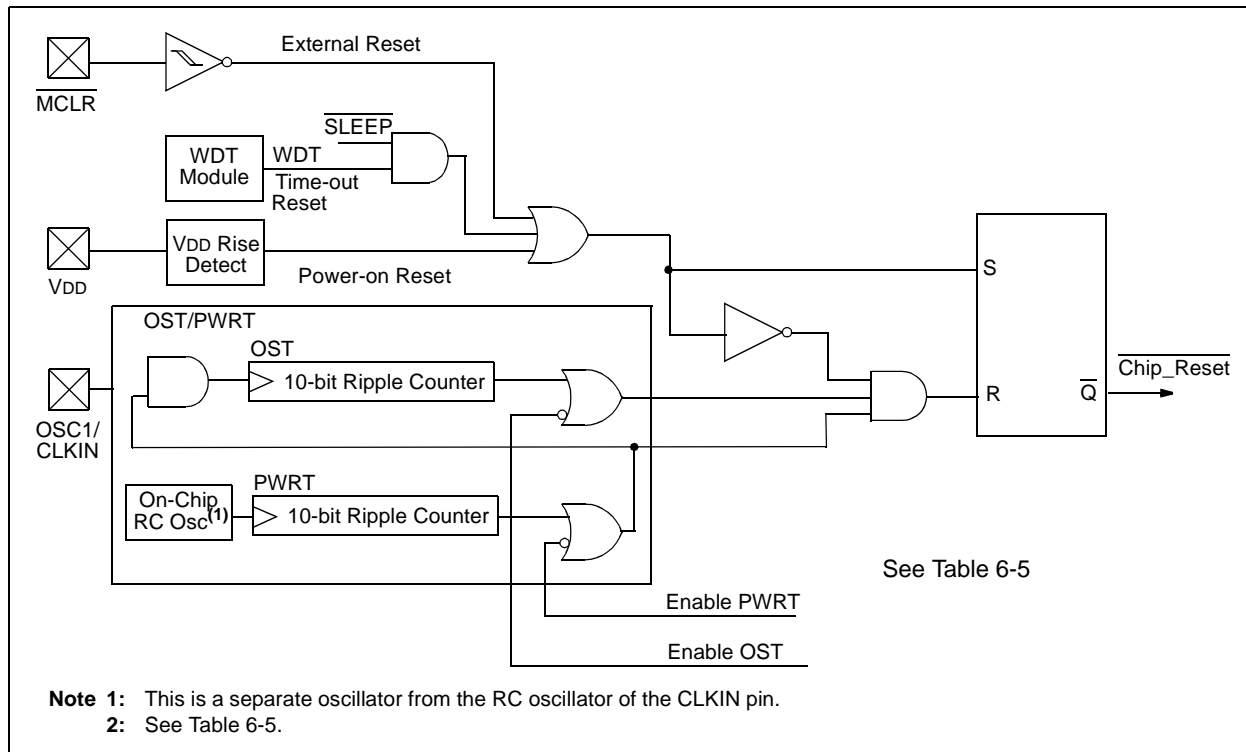 External Reset
MCLR
SLEEP
WDT
Module
WDT
Time-out
Reset
VDD Rise
Detect
VDD
Power-on Reset
S
OST/PWRT
OST
10-bit Ripple Counter
Chip_Reset
R
Q
OSC1/
CLKIN
PWRT
On-Chip
RC Osc(1)
10-bit Ripple Counter
See Table 6-5
Enable PWRT
Enable OST
Note 1: This is a separate oscillator from the RC oscillator of the CLKIN pin.
2: See Table 6-5.